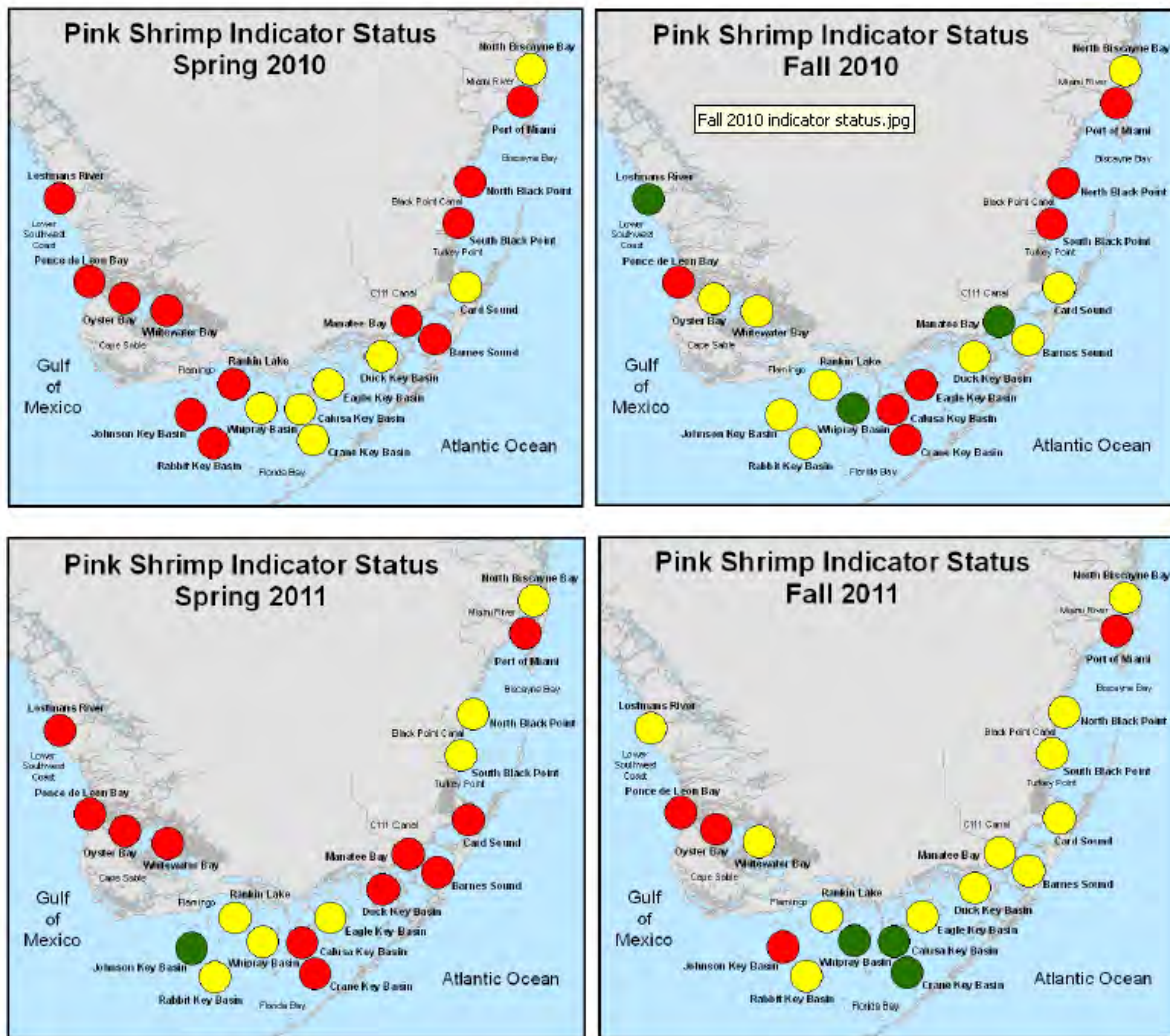 Pink Shrimp Indicator Status
Spring 2010
North Biscayne Bay
Miami River
Port of Miami
Biscayne Bay
Lostmans River
North Black Point
Black Point Canal
Lower
Southwest
Coast
South Black Point
Turkey Point
Ponce de Leon Bay
C111 Canal
Card Sound
Oyster Bay
Manatee Bay
Whitewater Bay
Cape Sable
Barnes Sound
Gulf
of
Mexico
Rankin Lake
Flamingo
Duck Key Basin
Eagle Key Basin
Calusa Key Basin
Johnson Key Basin
Whipray Basin
Crane Key Basin
Rabbit Key Basin
Florida Bay
Atlantic Ocean
Pink Shrimp Indicator Status
Fall 2010
Fall 2010 indicator status.jpg
North Biscayne Bay
Miami River
Port of Miami
Biscayne Bay
Lostmans River
North Black Point
Black Point Canal
Lower
Southwest
Coast
South Black Point
Turkey Point
Ponce de Leon Bay
C111 Canal
Card Sound
Oyster Bay
Manatee Bay
Whitewater Bay
Cape Sable
Barnes Sound
Gulf
of
Mexico
Rankin Lake
Flamingo
Duck Key Basin
Eagle Key Basin
Calusa Key Basin
Johnson Key Basin
Whipray Basin
Crane Key Basin
Rabbit Key Basin
Florida Bay
Atlantic Ocean
Pink Shrimp Indicator Status
Spring 2011
North Biscayne Bay
Miami River
Port of Miami
Biscayne Bay
Lostmans River
North Black Point
Black Point Canal
Lower
Southwest
Coast
South Black Point
Turkey Point
Ponce de Leon Bay
C111 Canal
Card Sound
Oyster Bay
Manatee Bay
Whitewater Bay
Cape Sable
Barnes Sound
Gulf
of
Mexico
Rankin Lake
Flamingo
Duck Key Basin
Eagle Key Basin
Calusa Key Basin
Johnson Key Basin
Whipray Basin
Crane Key Basin
Rabbit Key Basin
Florida Bay
Atlantic Ocean
Pink Shrimp Indicator Status
Fall 2011
North Biscayne Bay
Miami River
Port of Miami
Biscayne Bay
Lostmans River
North Black Point
Black Point Canal
Lower
Southwest
Coast
South Black Point
Turkey Point
Ponce de Leon Bay
C111 Canal
Card Sound
Oyster Bay
Manatee Bay
Whitewater Bay
Cape Sable
Barnes Sound
Gulf
of
Mexico
Rankin Lake
Flamingo
Duck Key Basin
Eagle Key Basin
Calusa Key Basin
Johnson Key Basin
Whipray Basin
Crane Key Basin
Rabbit Key Basin
Florida Bay
Atlantic Ocean